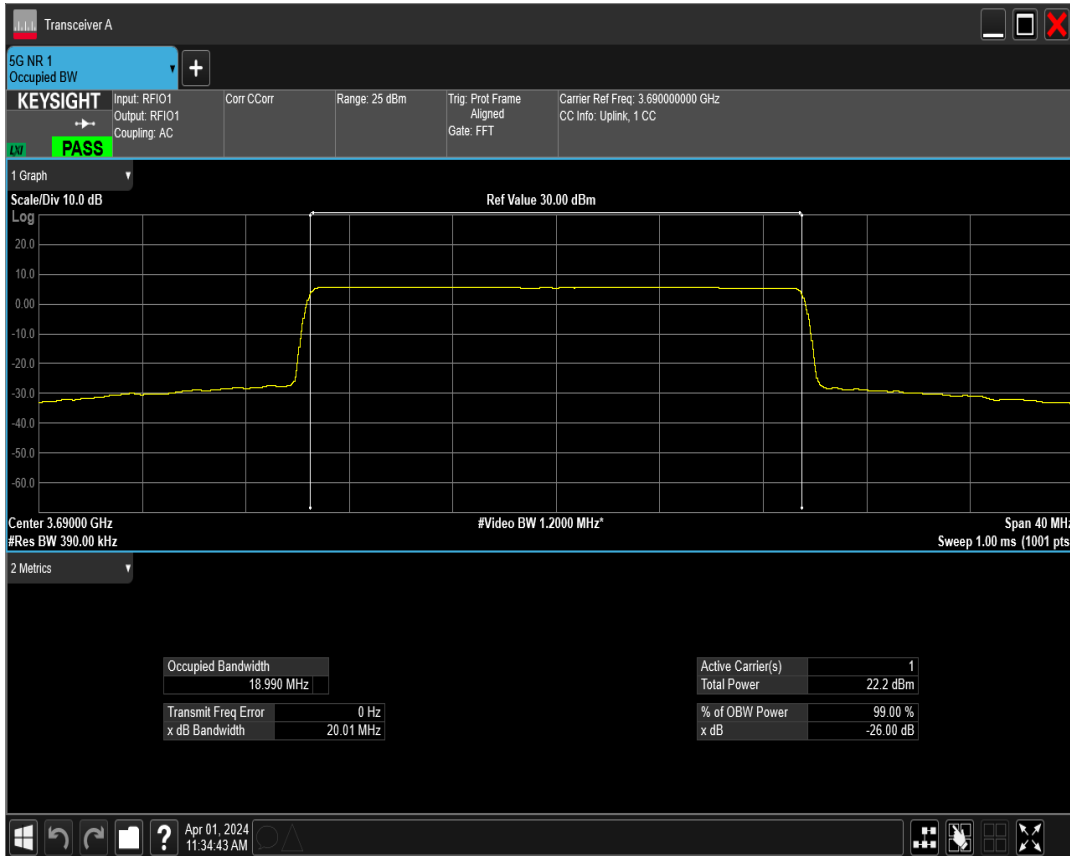 Transceiver A
5G NR 1
Occupied BW
+
KEYSIGHT
LXI
PASS
Input: RFIO1
Output: RFIO1
Coupling: AC
Corr CCorr
Range: 25 dBm
Trig: Prot Frame
Aligned
Gate: FFT
Carrier Ref Freq: 3.690000000 GHz
CC Info: Uplink, 1 CC
1 Graph
Scale/Div 10.0 dB
Ref Value 30.00 dBm
Log
20.0
10.0
0.00
-10.0
-20.0
-30.0
-40.0
-50.0
-60.0
Center 3.69000 GHz
#Video BW 1.2000 MHz*
Span 40 MHz
#Res BW 390.00 kHz
Sweep 1.00 ms (1001 pts
2 Metrics
Occupied Bandwidth
18.990 MHz
Transmit Freq Error 0 Hz
x dB Bandwidth 20.01 MHz
Active Carrier(s) 1
Total Power 22.2 dBm
% of OBW Power 99.00 %
x dB -26.00 dB
?
Apr 01, 2024
11:34:43 AM